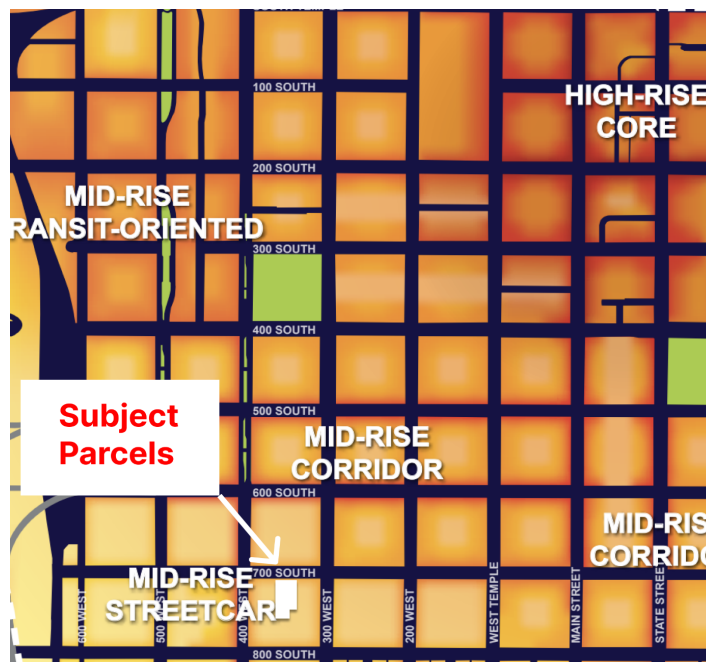 100 SOUTH
HIGH-RISE
CORE
200 SOUTH
MID-RISE
RANSIT-ORIENTED
300 SOUTH
400 SOUTH
Subject
Parcels
500 SOUTH
MID-RISE
CORRIDOR
600 SOUTH
MID-RIS
CORRIDO
700 SOUTH
MID-RISE
STREETCAR
600 WEST
500 WEST
400 WEST
300 WEST
200 WEST
WEST TEMPLE
MAIN STREET
STATE STREET
800 SOUTH